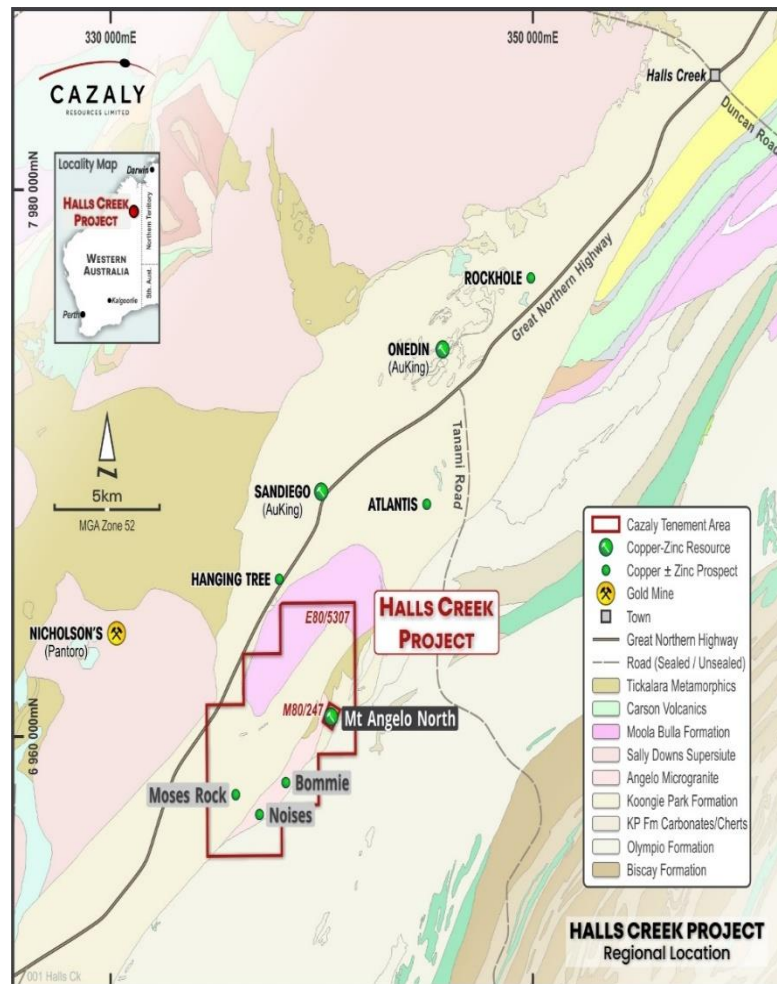 330 000mE
350 000mE
CAZALY
RESOURCES LIMITED
Halls Creek
Duncan Road
Locality Map
Darwin
HALLS CREEK
PROJECT
Northern Territory
WESTERN
AUSTRALIA
Sth. Aust.
Kalgoorlie
Perth
7 980 000mN
ROCKHOLE
Great Northern Highway
ONEDIN
(AuKing)
Tanami Road
N
5km
MGA Zone 52
SANDIEGO
(AuKing)
ATLANTIS
HANGING TREE
E80/5307
HALLS CREEK
PROJECT
NICHOLSON'S
(Pantoro)
M80/247
Mt Angelo North
6 960 000mN
Bommie
Moses Rock
Noises
Cazaly Tenement Area
Copper-Zinc Resource
Copper ± Zinc Prospect
Gold Mine
Town
Great Northern Highway
Road (Sealed / Unsealed)
Tickalara Metamorphics
Carson Volcanics
Moola Bulla Formation
Sally Downs Supersiute
Angelo Microgranite
Koongie Park Formation
KP Fm Carbonates/Cherts
Olympio Formation
Biscay Formation
HALLS CREEK PROJECT
Regional Location
001 Halls Ck